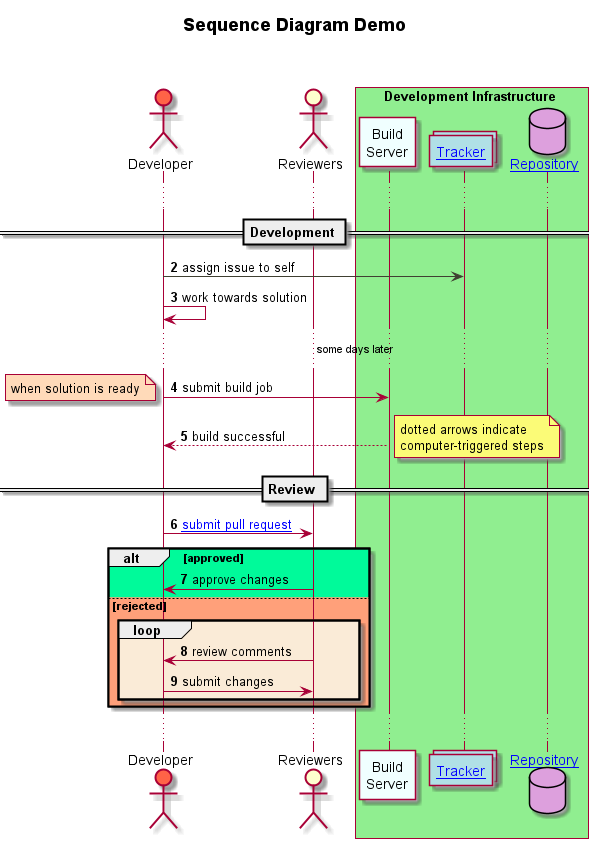 Sequence Diagram Demo
Development Infrastructure
Developer
Reviewers
Build
Server
Tracker
Repository
Development
2 assign issue to self
3 work towards solution
some days later
when solution is ready
4 submit build job
5 build successful
dotted arrows indicate
computer-triggered steps
Review
6 submit pull request
alt [approved]
7 approve changes
[rejected]
loop
8 review comments
9 submit changes
Developer
Reviewers
Build
Server
Tracker
Repository